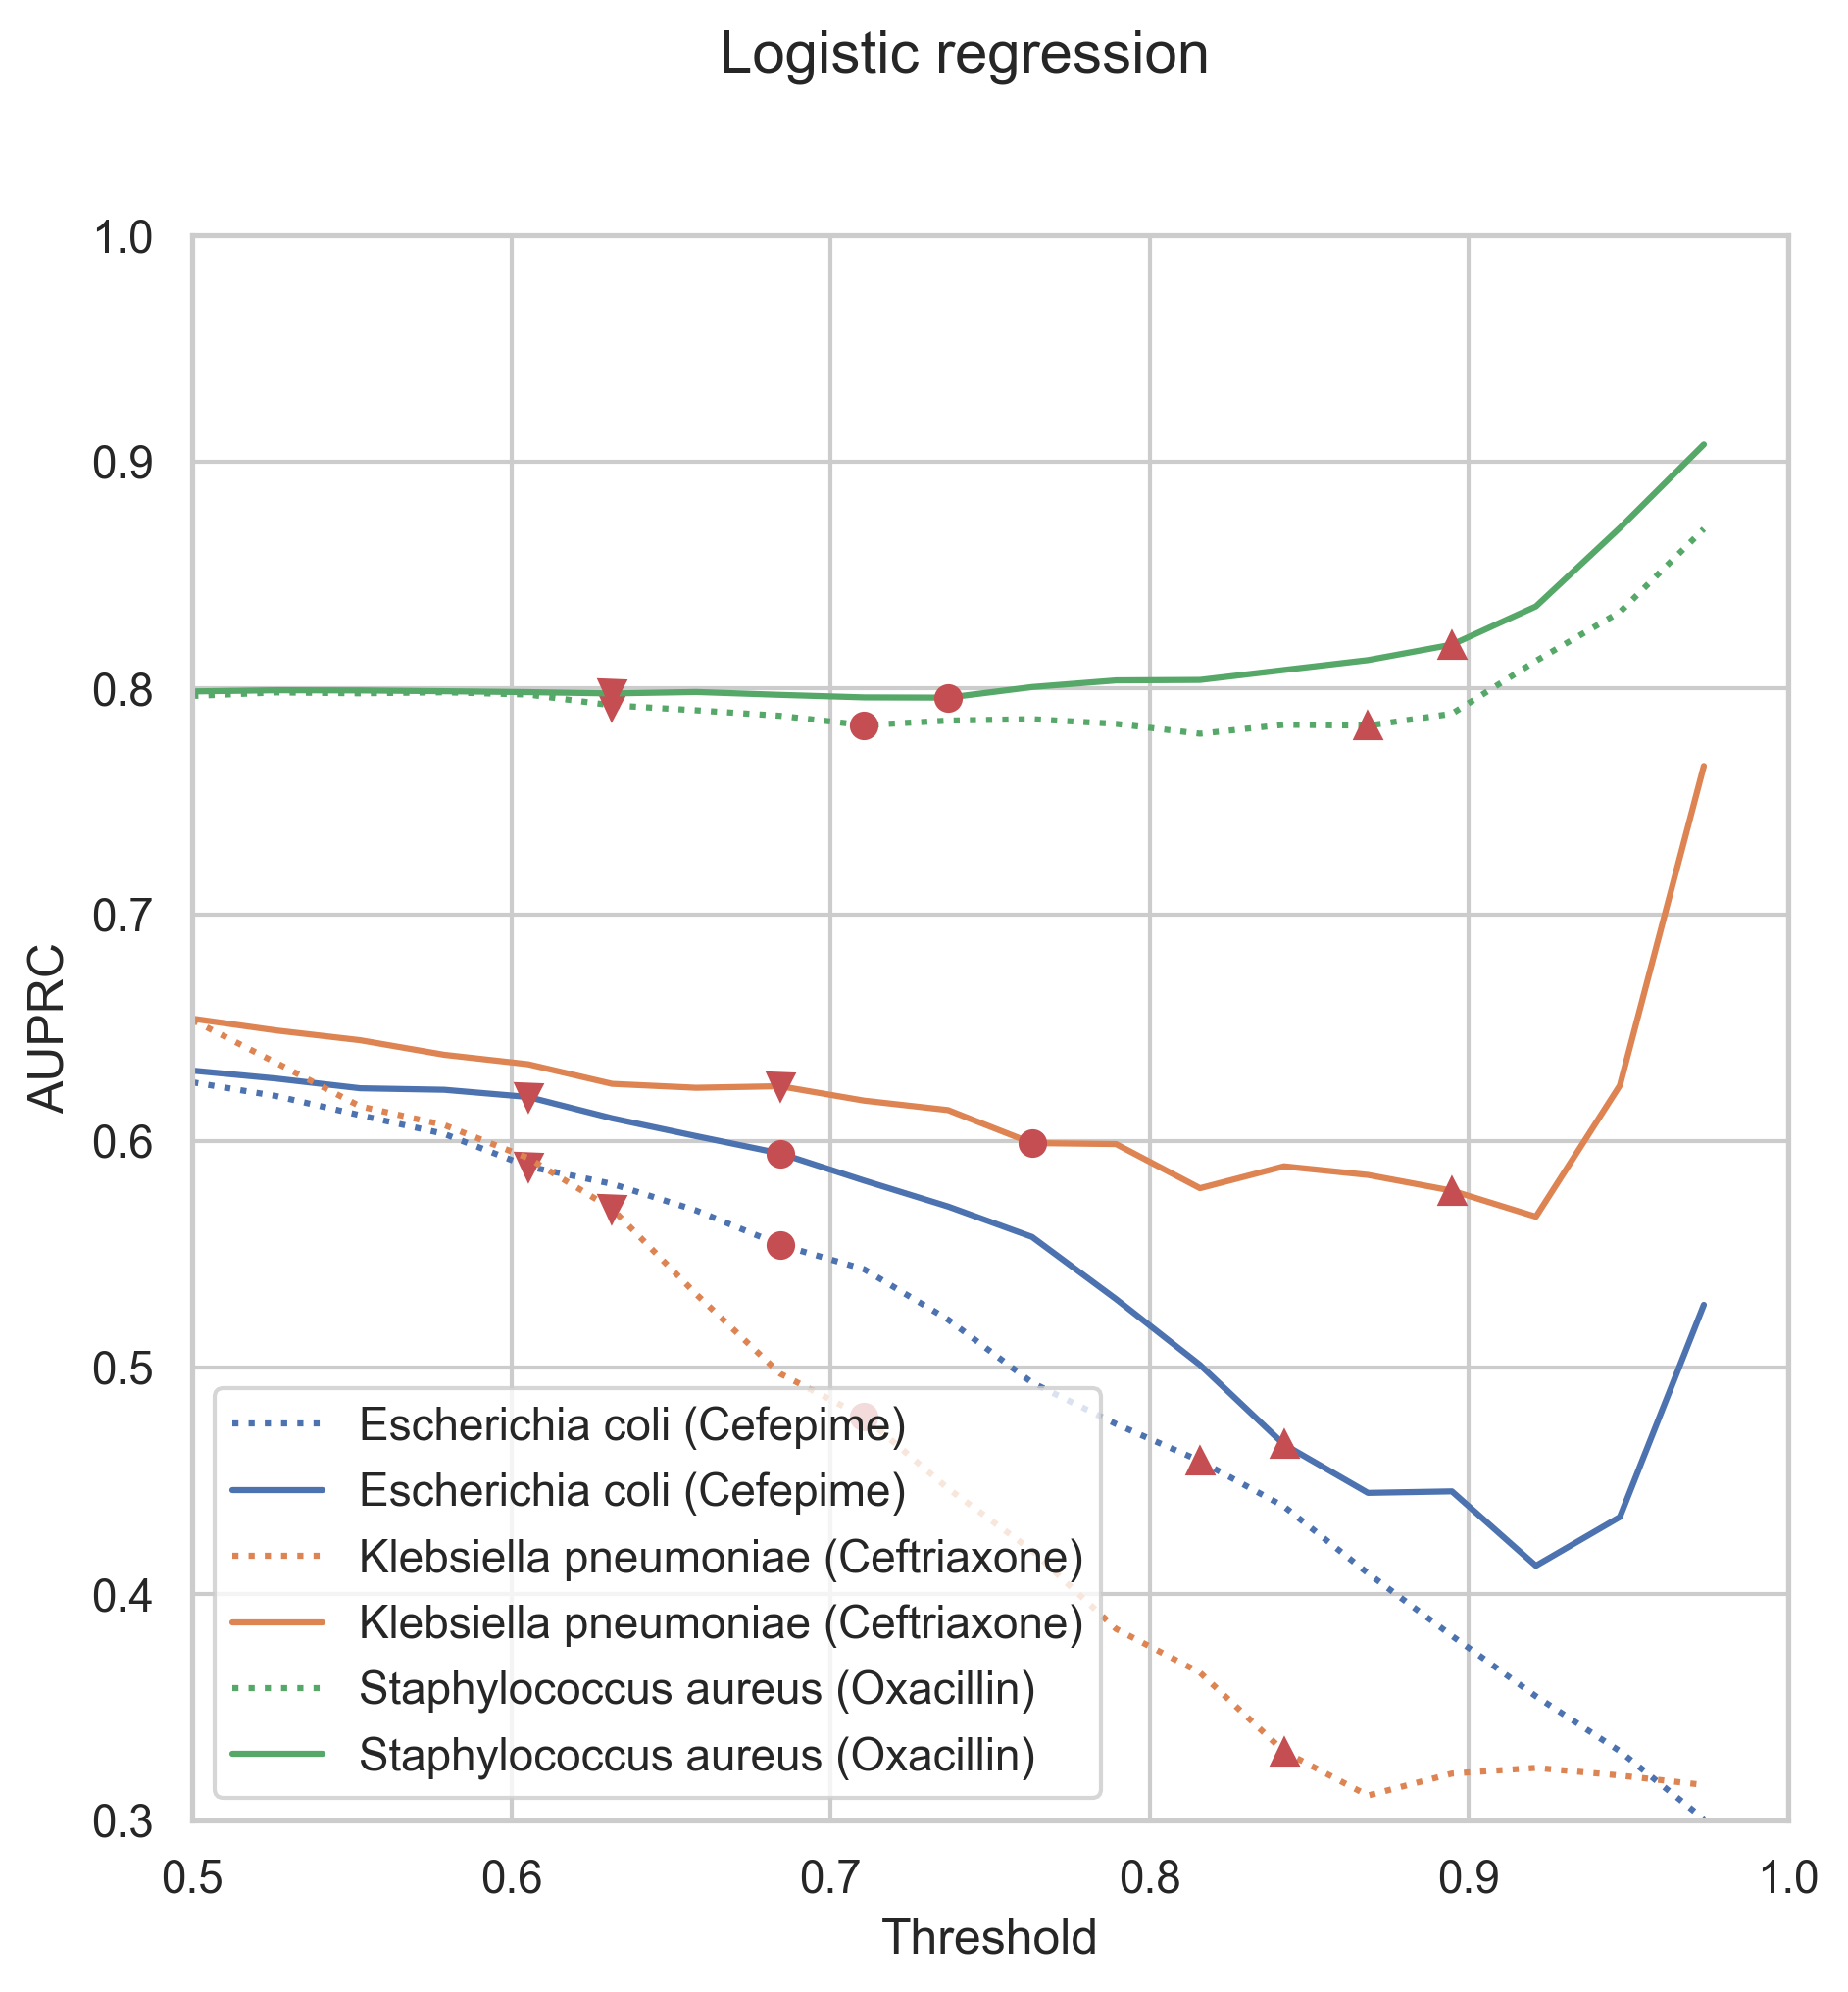 Logistic regression
1.0
0.9
0.8
0.7
0.6
0.5
0.4
0.3
AUPRC
Escherichia coli (Cefepime)
Escherichia coli (Cefepime)
Klebsiella pneumoniae (Ceftriaxone)
Klebsiella pneumoniae (Ceftriaxone)
Staphylococcus aureus (Oxacillin)
Staphylococcus aureus (Oxacillin)
0.5 0.6 0.7 0.8 0.9 1.0
Threshold